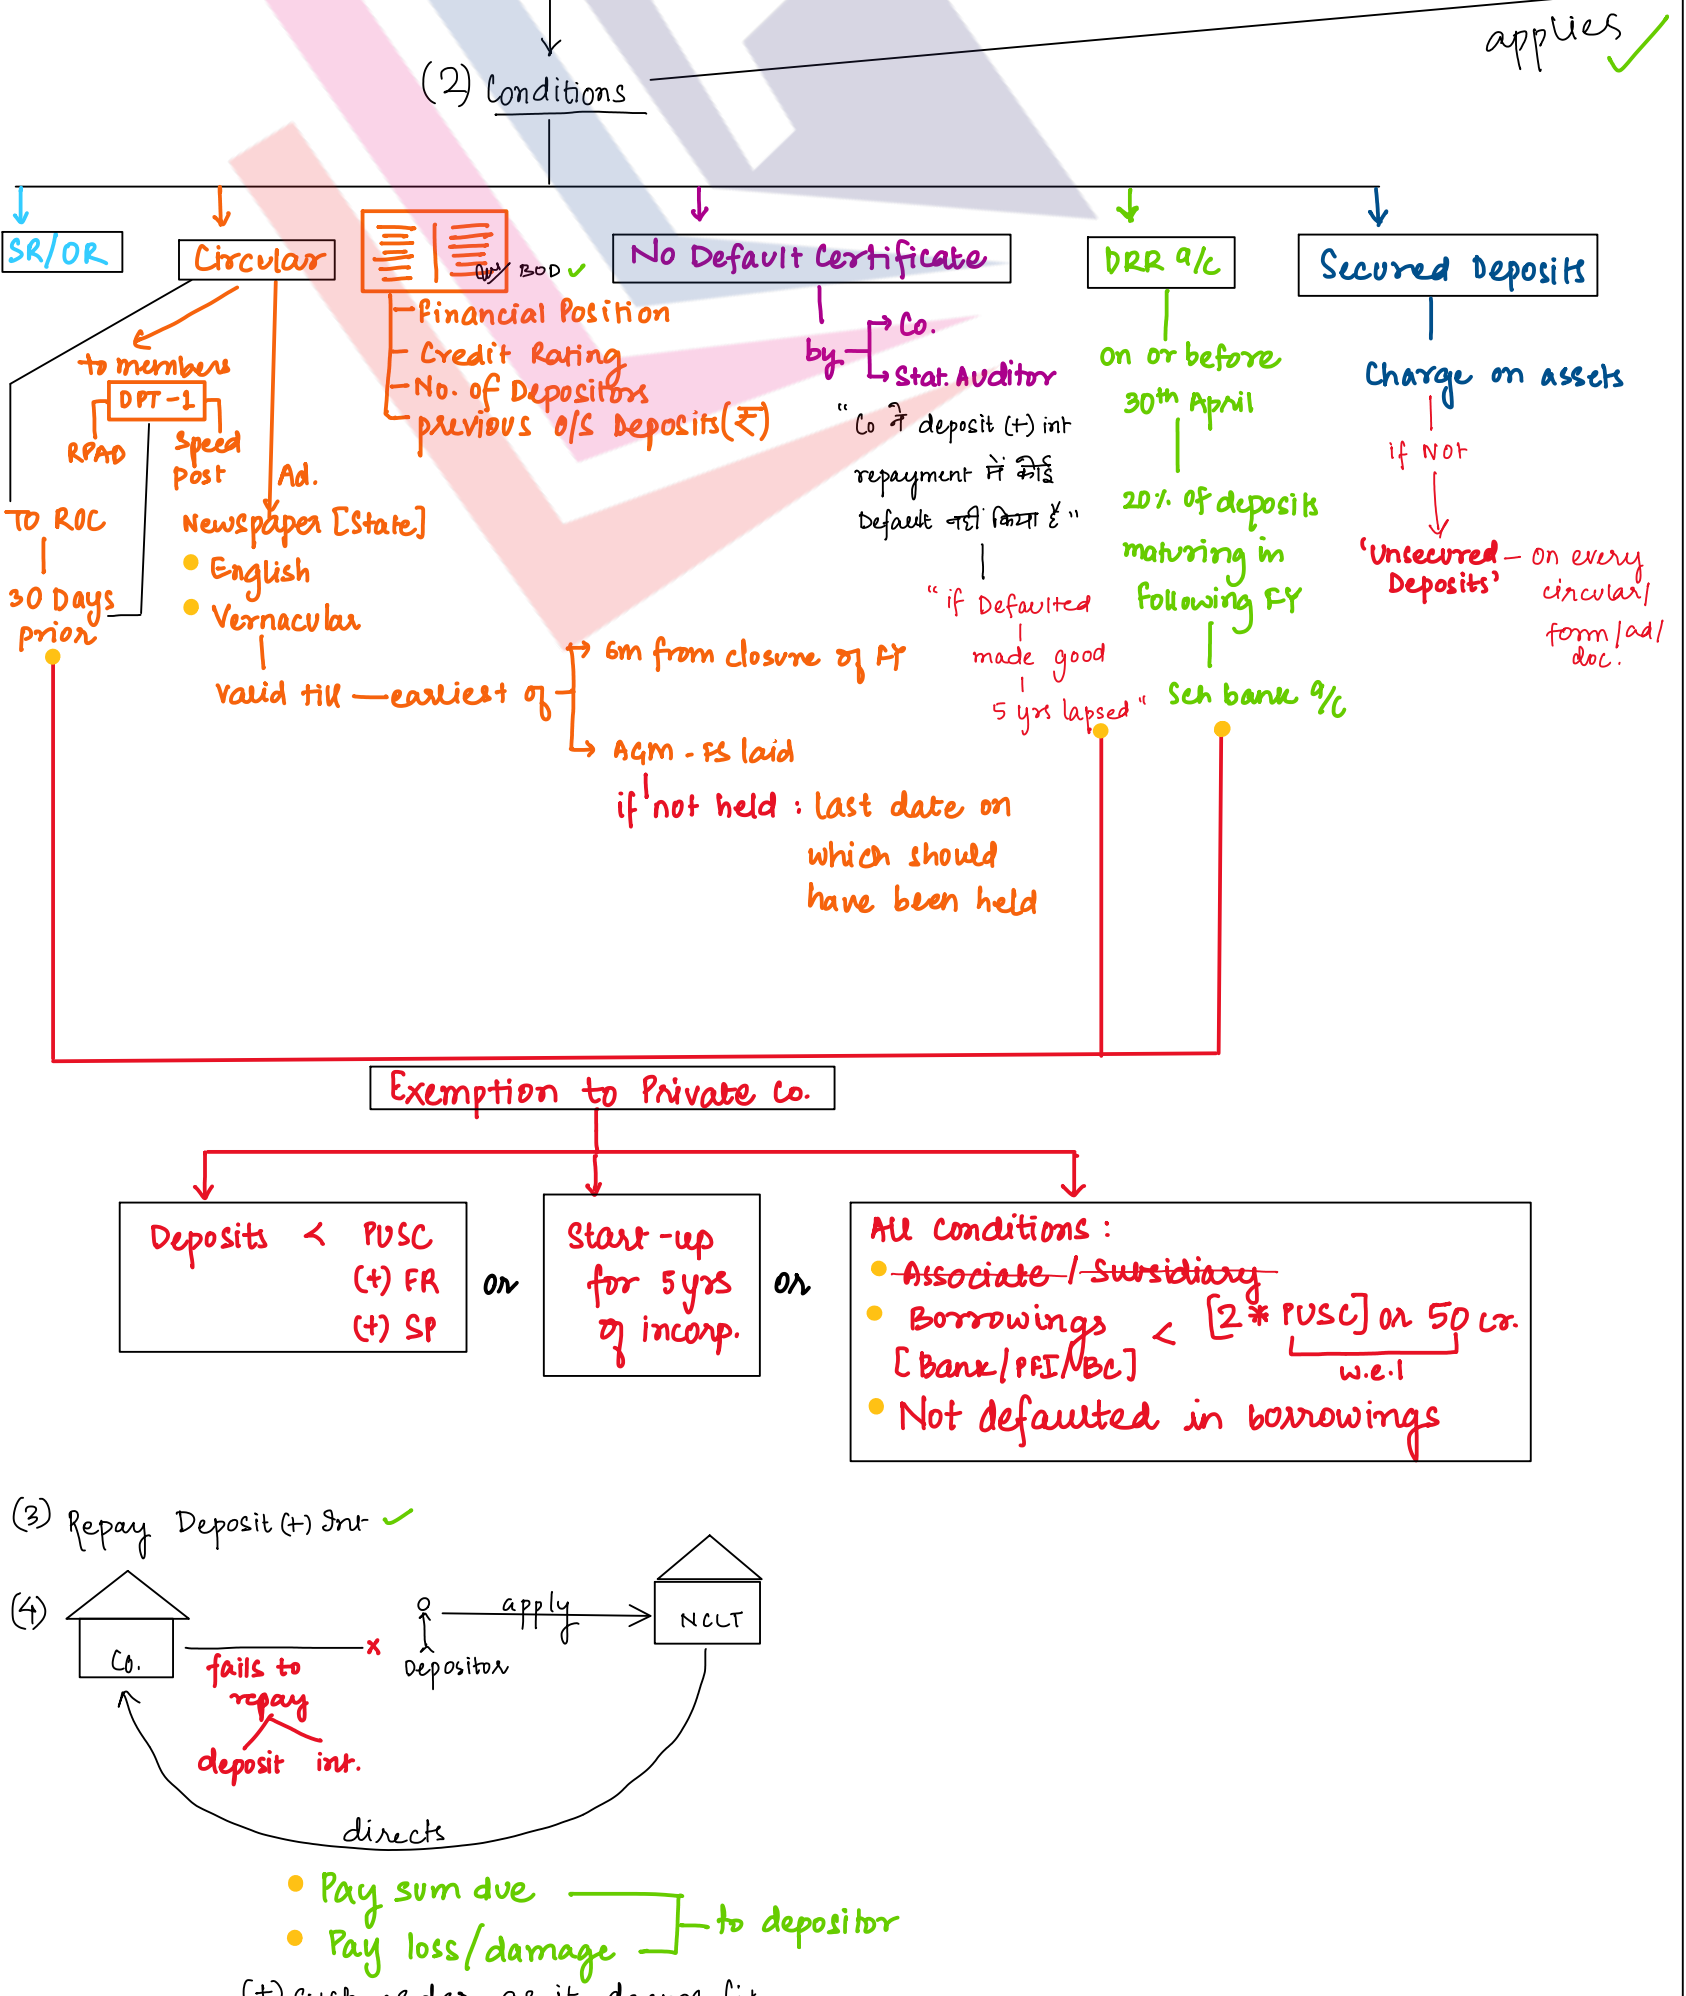 applies
(2) Conditions
SR/OR
Circular
BOD
No Default Certificate
DRR a/c
Secured Deposits
to members
DPT-1
RPAD
Speed
Post
To ROC
30 Days
prior
Ad.
Newspaper [State]
English
Vernacular
Valid till — earliest of
6m from closure of FY
AGM - FS laid
if not held : last date on
which should
have been held
Financial Position
Credit Rating
No. of Depositors
previous O/S Deposits (₹)
by
Co.
Stat. Auditor
"Co ने deposit (+) int
repayment में कोई
Default नहीं किया है"
"if Defaulted
made good
5 yrs lapsed"
on or before
30th April
20% of deposits
maturing in
following FY
Sch bank a/c
Charge on assets
if NOT
'Unsecured
Deposits'
on every
circular/
form/ad/
doc.
Exemption to Private Co.
Deposits < PUSC
(+) FR
(+) SP
or
Start-up
for 5 yrs
of incorp.
or
All conditions :
Associate / Subsidiary
Borrowings < [2 * PUSC] or 50 cr.
[Bank/PFI/BC]
w.e.l
Not defaulted in borrowings
(3) Repay Deposit (+) Int
(4)
Co.
fails to
repay
deposit int.
x
Depositor
apply
NCLT
directs
Pay sum due
Pay loss/damage
to depositor